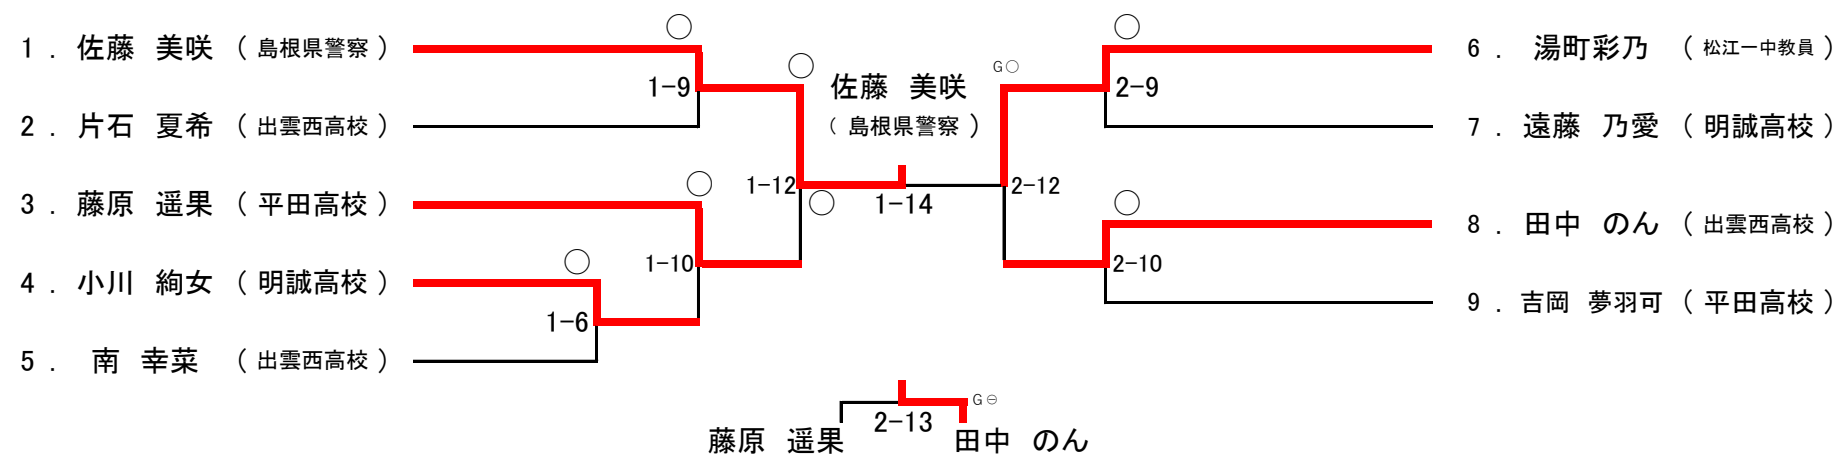 1 . 佐藤 美咲 ( 島根県警察 )
2 . 片石 夏希 ( 出雲西高校 )
3 . 藤原 遥果 ( 平田高校 )
4 . 小川 絢女 ( 明誠高校 )
5 . 南 幸菜 ( 出雲西高校 )
○
1-9
○
1-12
○
1-10
○
1-6
佐藤 美咲
( 島根県警察 )
○
1-14
G○
2-12
○
2-9
○
2-10
6 . 湯町彩乃 ( 松江一中教員 )
7 . 遠藤 乃愛 ( 明誠高校 )
8 . 田中 のん ( 出雲西高校 )
9 . 吉岡 夢羽可 ( 平田高校 )
G⊖
2-13
藤原 遥果 田中 のん